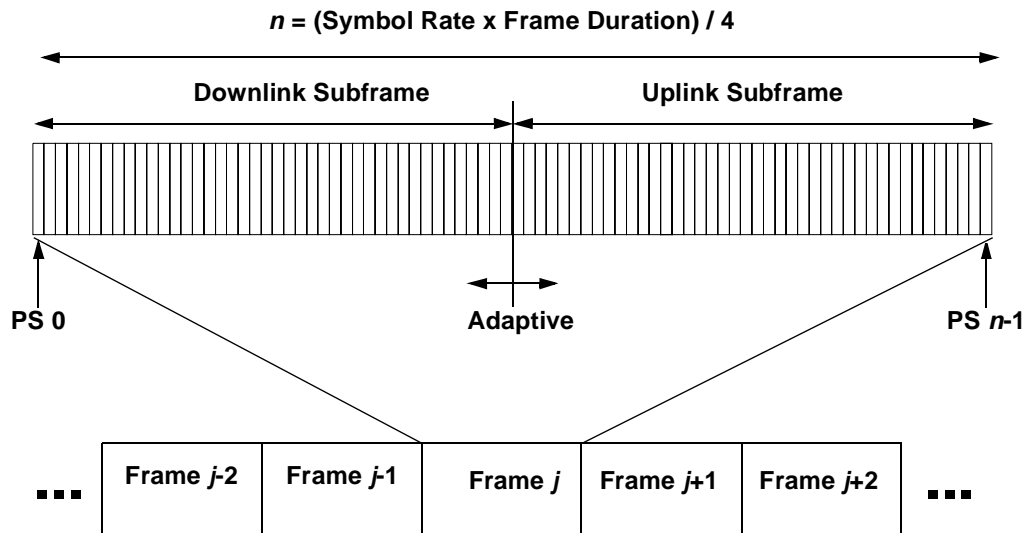 n = (Symbol Rate x Frame Duration) / 4
Downlink Subframe
Uplink Subframe
PS 0
Adaptive
PS n-1
Frame j-2
Frame j-1
Frame j
Frame j+1
Frame j+2